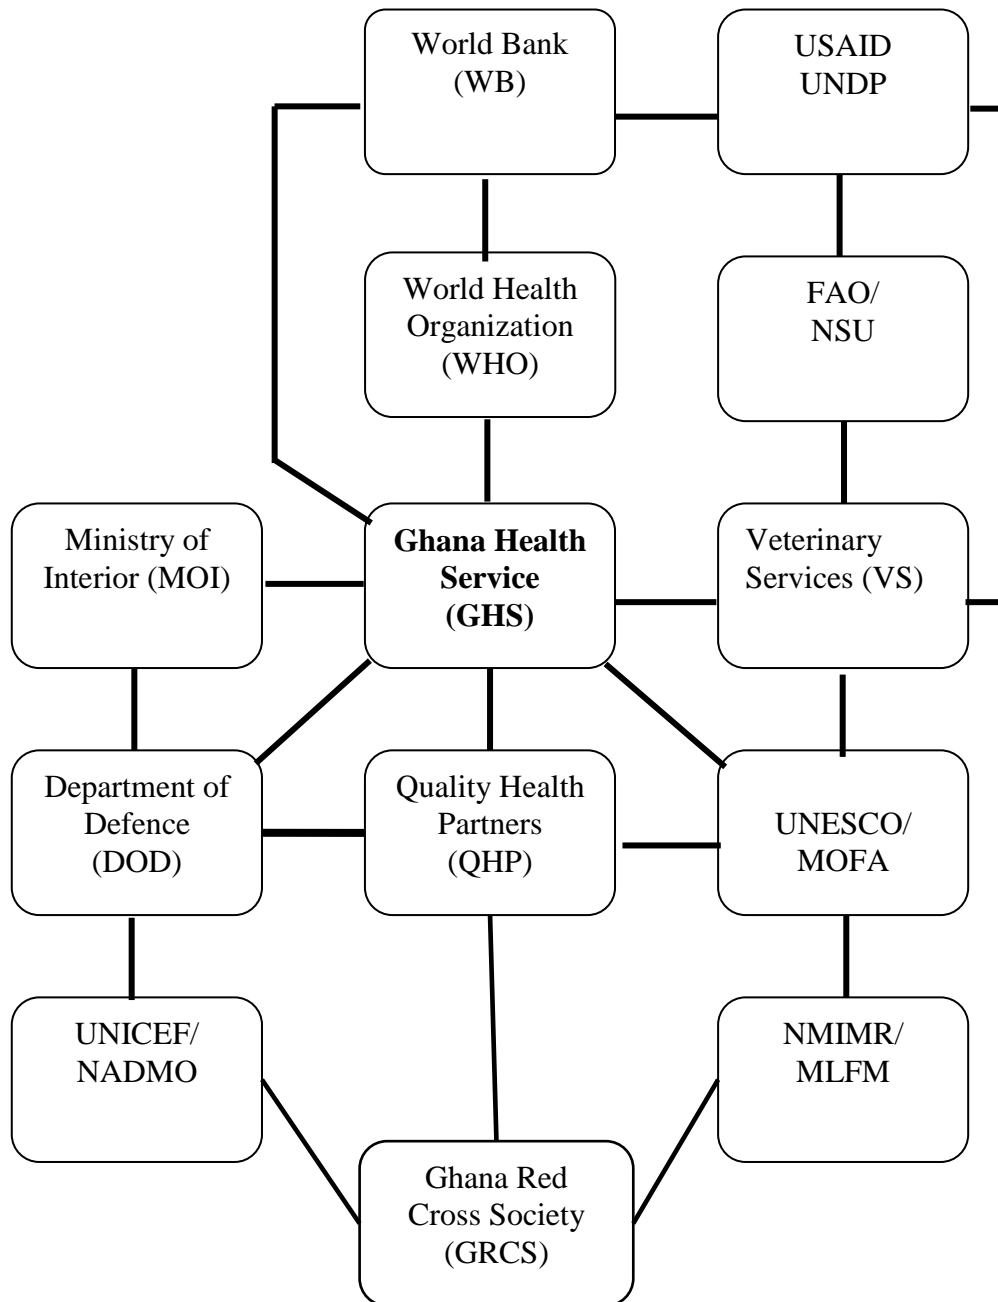 World Bank
(WB)
USAID
UNDP
World Health
Organization
(WHO)
FAO/
NSU
Ministry of
Interior (MOI)
Ghana Health
Service
(GHS)
Veterinary
Services (VS)
Department of
Defence
(DOD)
Quality Health
Partners
(QHP)
UNESCO/
MOFA
UNICEF/
NADMO
NMIMR/
MLFM
Ghana Red
Cross Society
(GRCS)